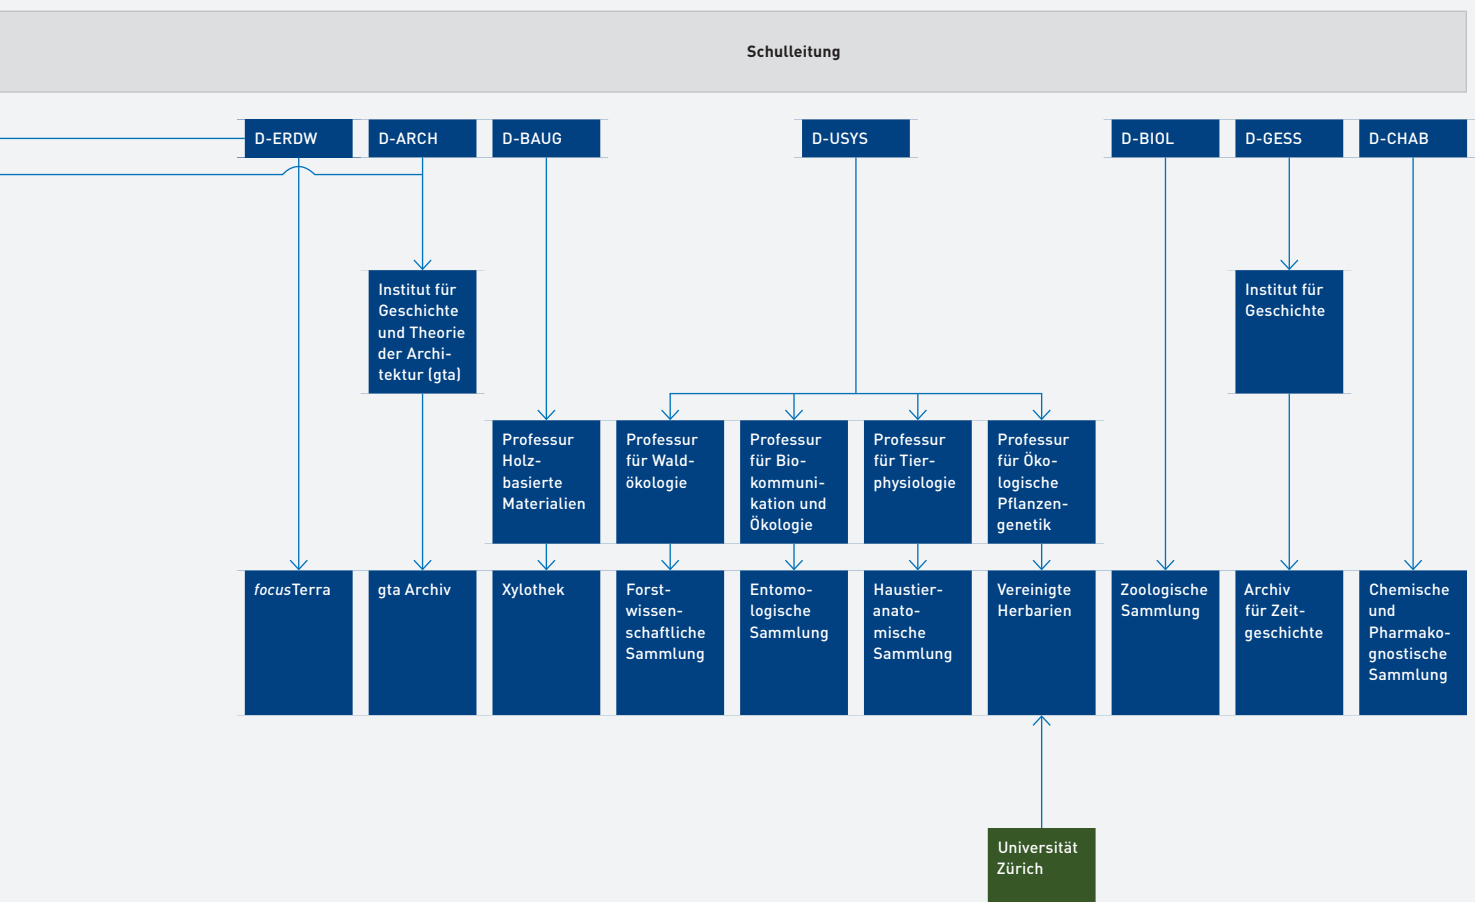 Schulleitung
D-ERDW
D-ARCH
D-BAUG
D-USYS
D-BIOL
D-GESS
D-CHAB
Institut für
Geschichte
und Theorie
der Archi-
tektur (gta)
Institut für
Geschichte
Professur
Holz-
basierte
Materialien
Professur
für Wald-
ökologie
Professur
für Bio-
kommuni-
kation und
Ökologie
Professur
für Tier-
physiologie
Professur
für Öko-
logische
Pflanzen-
genetik
focusTerra
gta Archiv
Xylothek
Forst-
wissen-
schaftliche
Sammlung
Entomo-
logische
Sammlung
Haustier-
anato-
mische
Sammlung
Vereinigte
Herbarien
Zoologische
Sammlung
Archiv
für Zeit-
geschichte
Chemische
und
Pharmako-
gnostische
Sammlung
Universität
Zürich